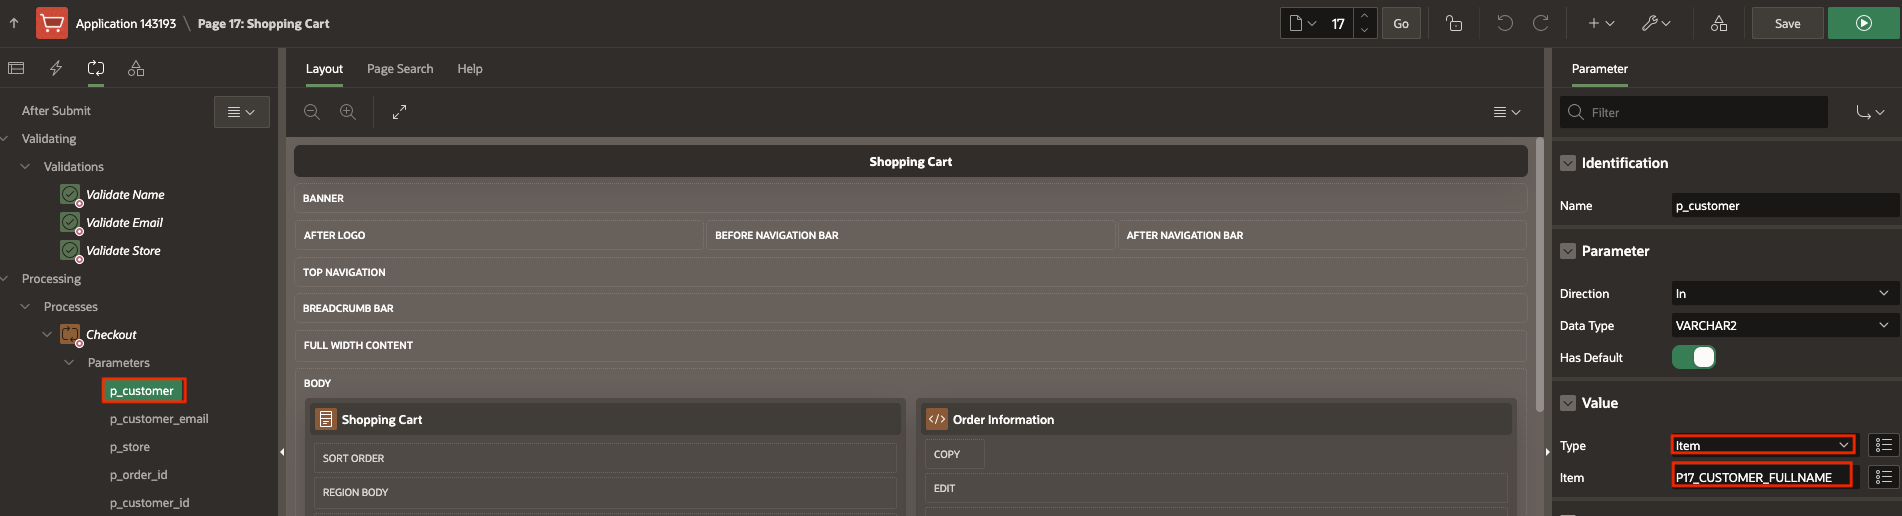 Application 143193 \ Page 17: Shopping Cart
17
Go
Save
Layout
Page Search
Help
Parameter
After Submit
Filter
Validating
Validations
Validate Name
Validate Email
Validate Store
Processing
Processes
Checkout
Parameters
p_customer
p_customer_email
p_store
p_order_id
p_customer_id
Shopping Cart
BANNER
AFTER LOGO
BEFORE NAVIGATION BAR
AFTER NAVIGATION BAR
TOP NAVIGATION
BREADCRUMB BAR
FULL WIDTH CONTENT
BODY
Shopping Cart
SORT ORDER
REGION BODY
Order Information
COPY
EDIT
Identification
Name p_customer
Parameter
Direction In
Data Type VARCHAR2
Has Default
Value
Type Item
Item P17_CUSTOMER_FULLNAME